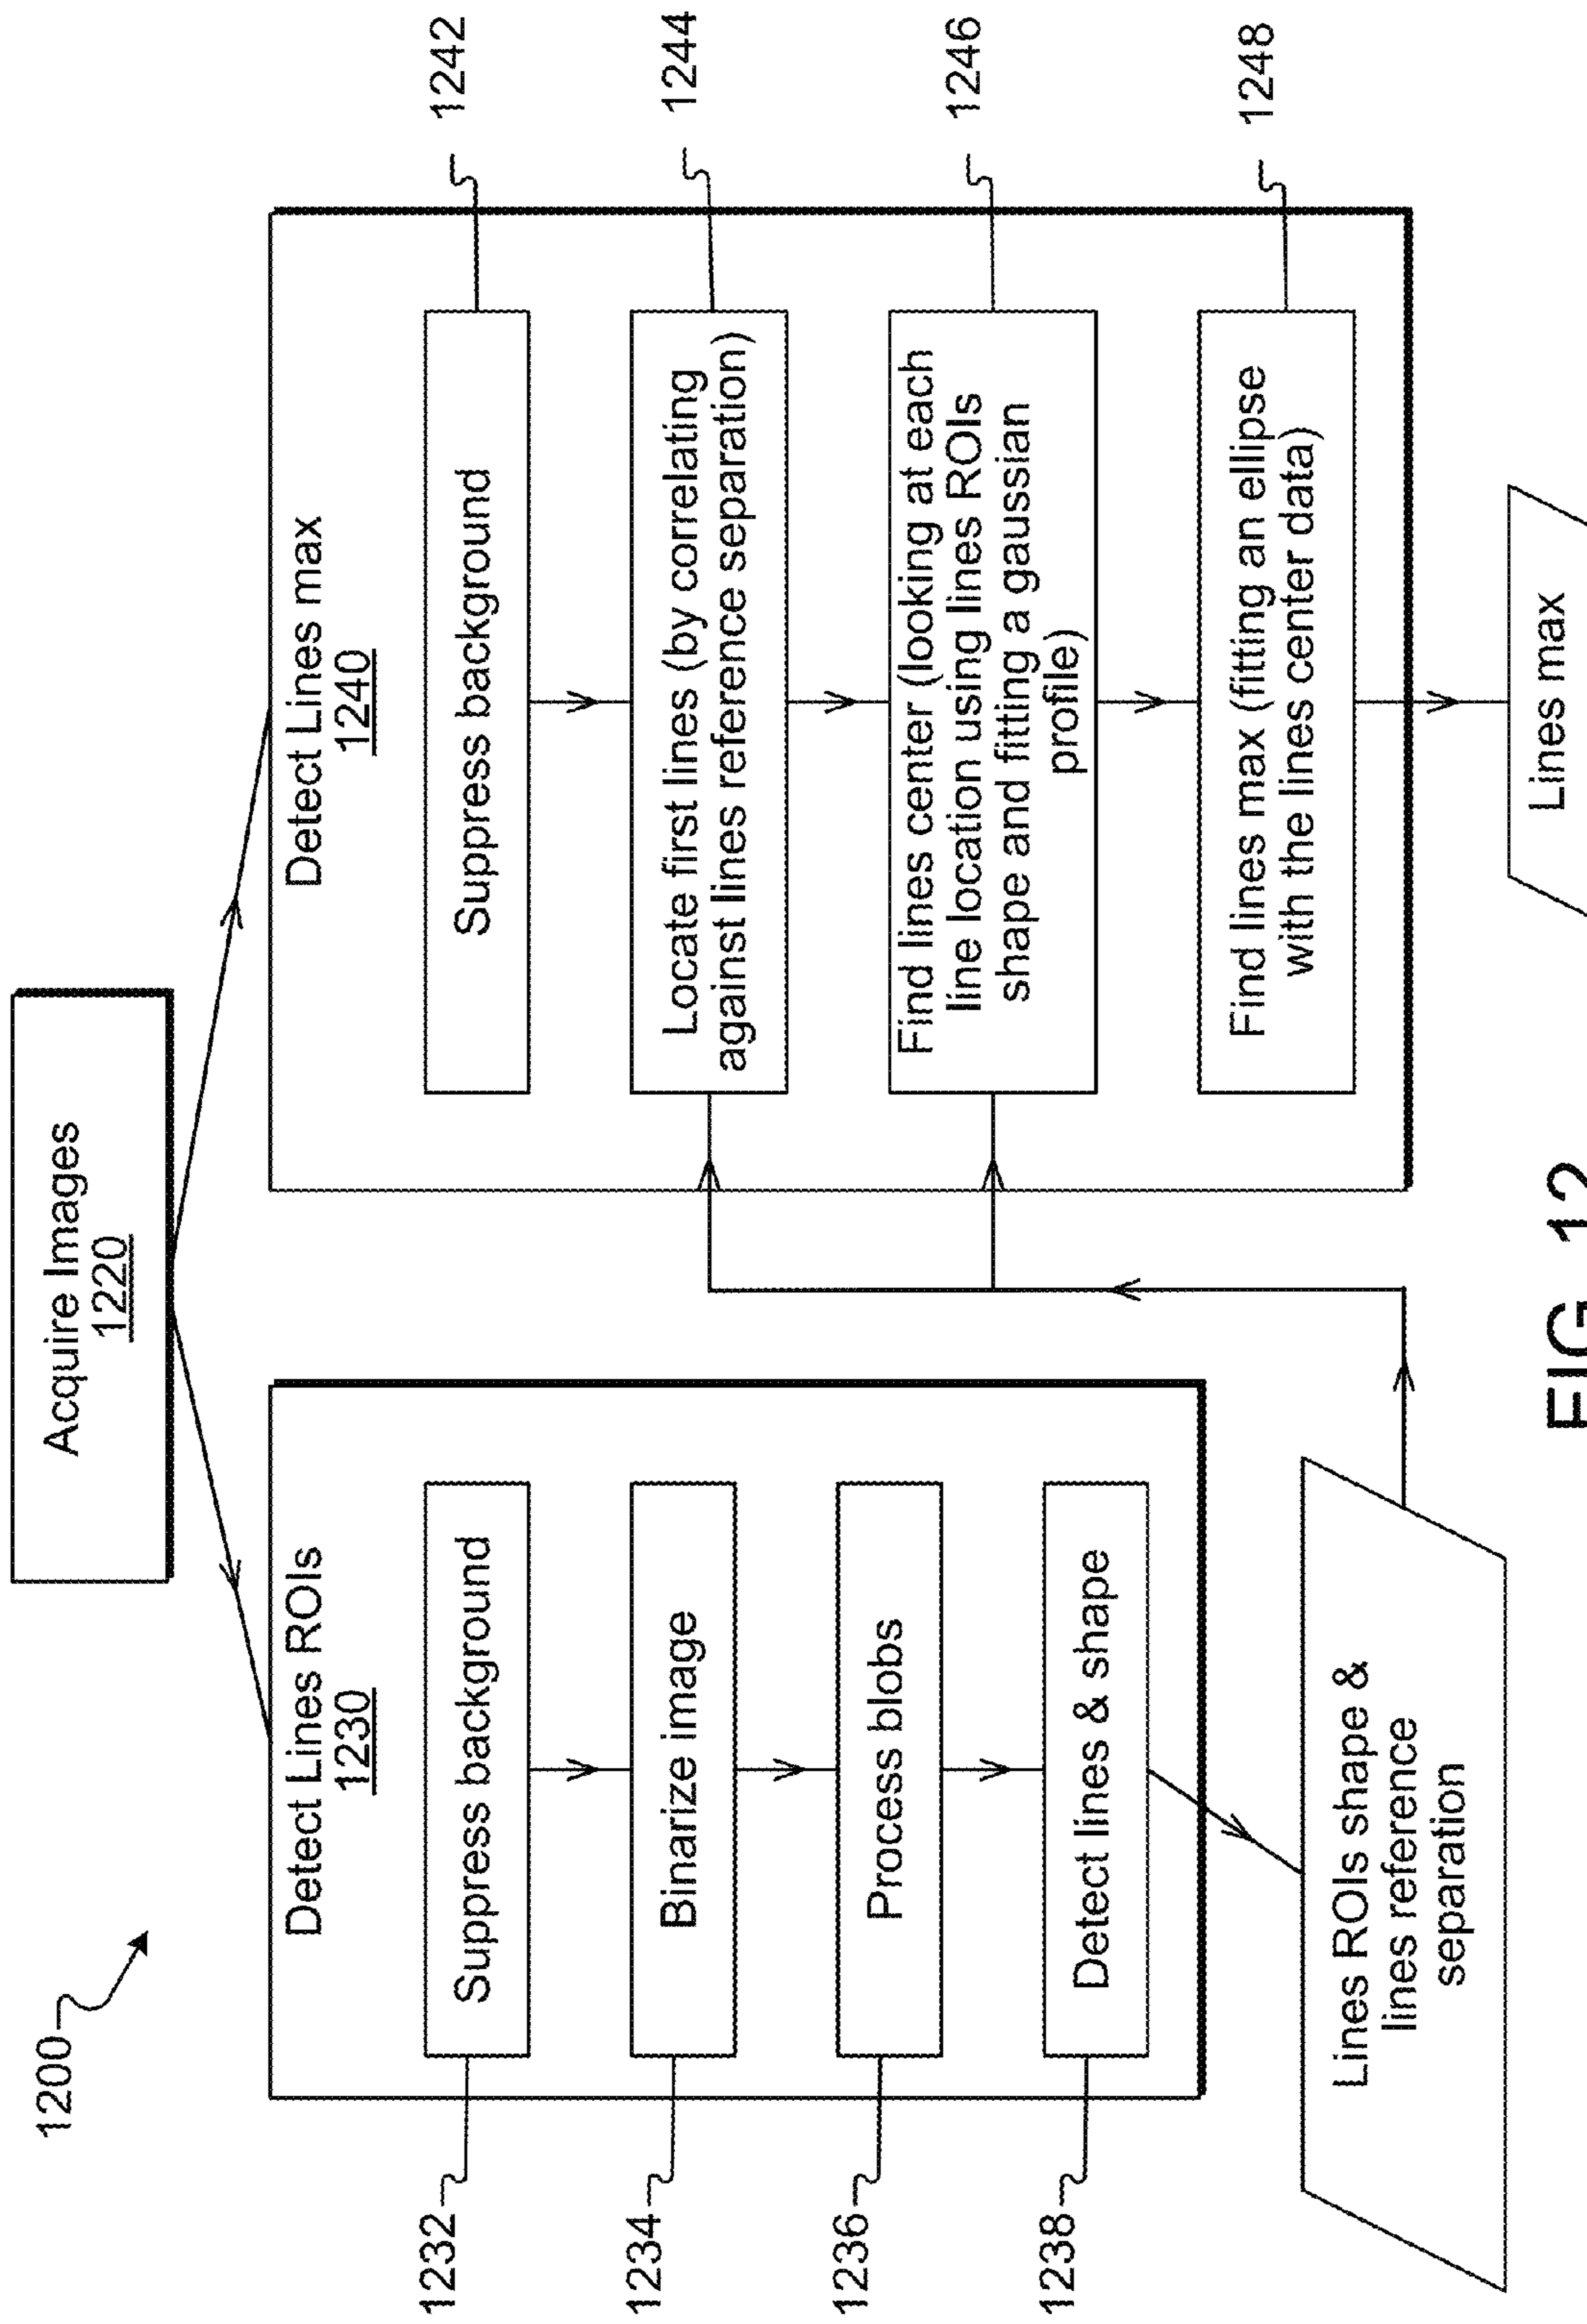 1200
Acquire Images
1220
Detect Lines ROIs
1230
1232
Suppress background
1234
Binarize image
1236
Process blobs
1238
Detect lines & shape
Lines ROIs shape &
lines reference
separation
Detect Lines max
1240
Suppress background
1242
Locate first lines (by correlating
against lines reference separation)
1244
Find lines center (looking at each
line location using lines ROIs
shape and fitting a gaussian
profile)
1246
Find lines max (fitting an ellipse
with the lines center data)
1248
Lines max
FIG. 12